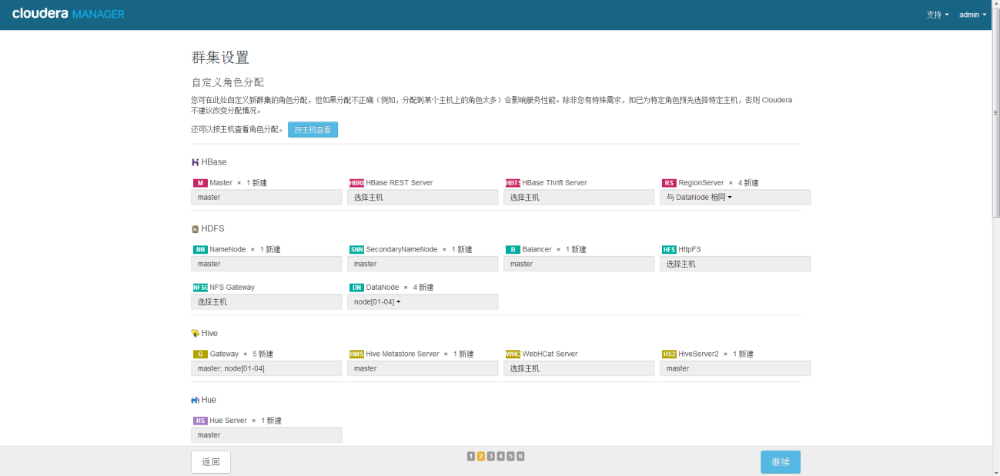 cloudera MANAGER
支持 admin
群集设置
自定义角色分配
您可在此处自定义新群集的角色分配，但如果分配不正确（例如，分配到某个主机上的角色太多）会影响服务性能。除非您有特殊需求，如已为特定角色预先选择特定主机，否则 Cloudera
不建议改变分配情况。
还可以按主机查看角色分配。 按主机查看
HBase
M Master × 1 新建 HBRE HBase REST Server HBTS HBase Thrift Server RS RegionServer × 4 新建
master 选择主机 选择主机 与 DataNode 相同
HDFS
NN NameNode × 1 新建 SNN SecondaryNameNode × 1 新建 B Balancer × 1 新建 HFS HttpFS
master master master 选择主机
NFSG NFS Gateway DN DataNode × 4 新建
选择主机 node[01-04]
Hive
G Gateway × 5 新建 HMS Hive Metastore Server × 1 新建 WHC WebHCat Server HS2 HiveServer2 × 1 新建
master; node[01-04] master 选择主机 master
Hue
HS Hue Server × 1 新建
master
返回 1 2 3 4 5 6 继续